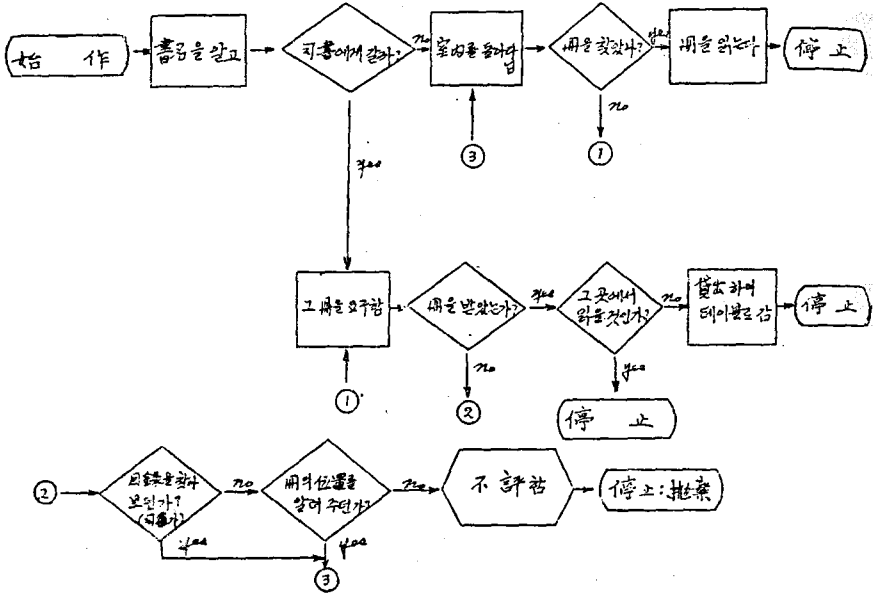 始 作
書名을 알고
司書에게 갈까?
no
室內를 돌아다
님
冊을 찾았나?
yes
冊을 읽는다
停止
no
③
①
yes
그 冊을 요구함
冊을 받았는가?
yes
그 곳에서
읽을것인가?
no
貸出하여
테이블로 감
停止
①
no
②
yes
停 止
②
目錄을 찾아
보던가?
(司書가)
no
冊의 位置를
알려 주던가?
no
不評함
停止:抛棄
yes
yes
③